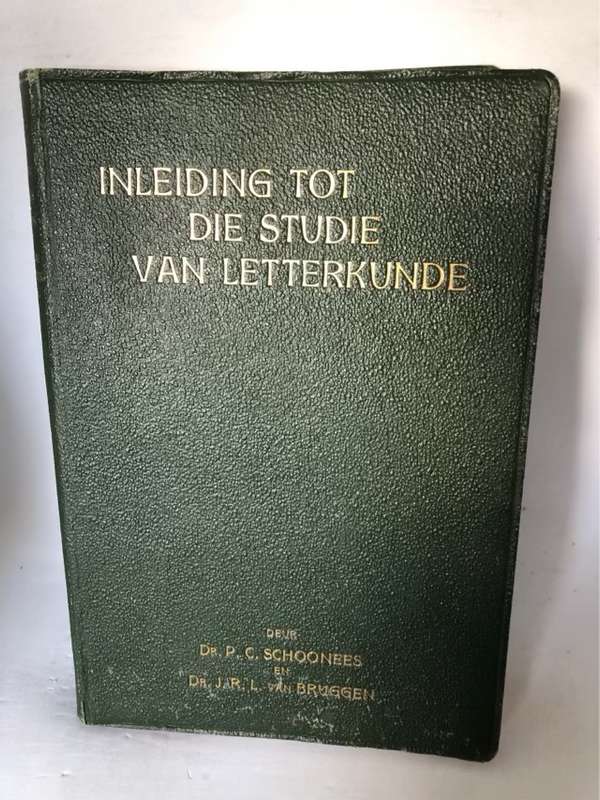 INLEIDING TOT
DIE STUDIE
VAN LETTERKUNDE
DEUR
DR. P. C. SCHOONEES
EN
DR. J. R. L. VAN BRUGGEN